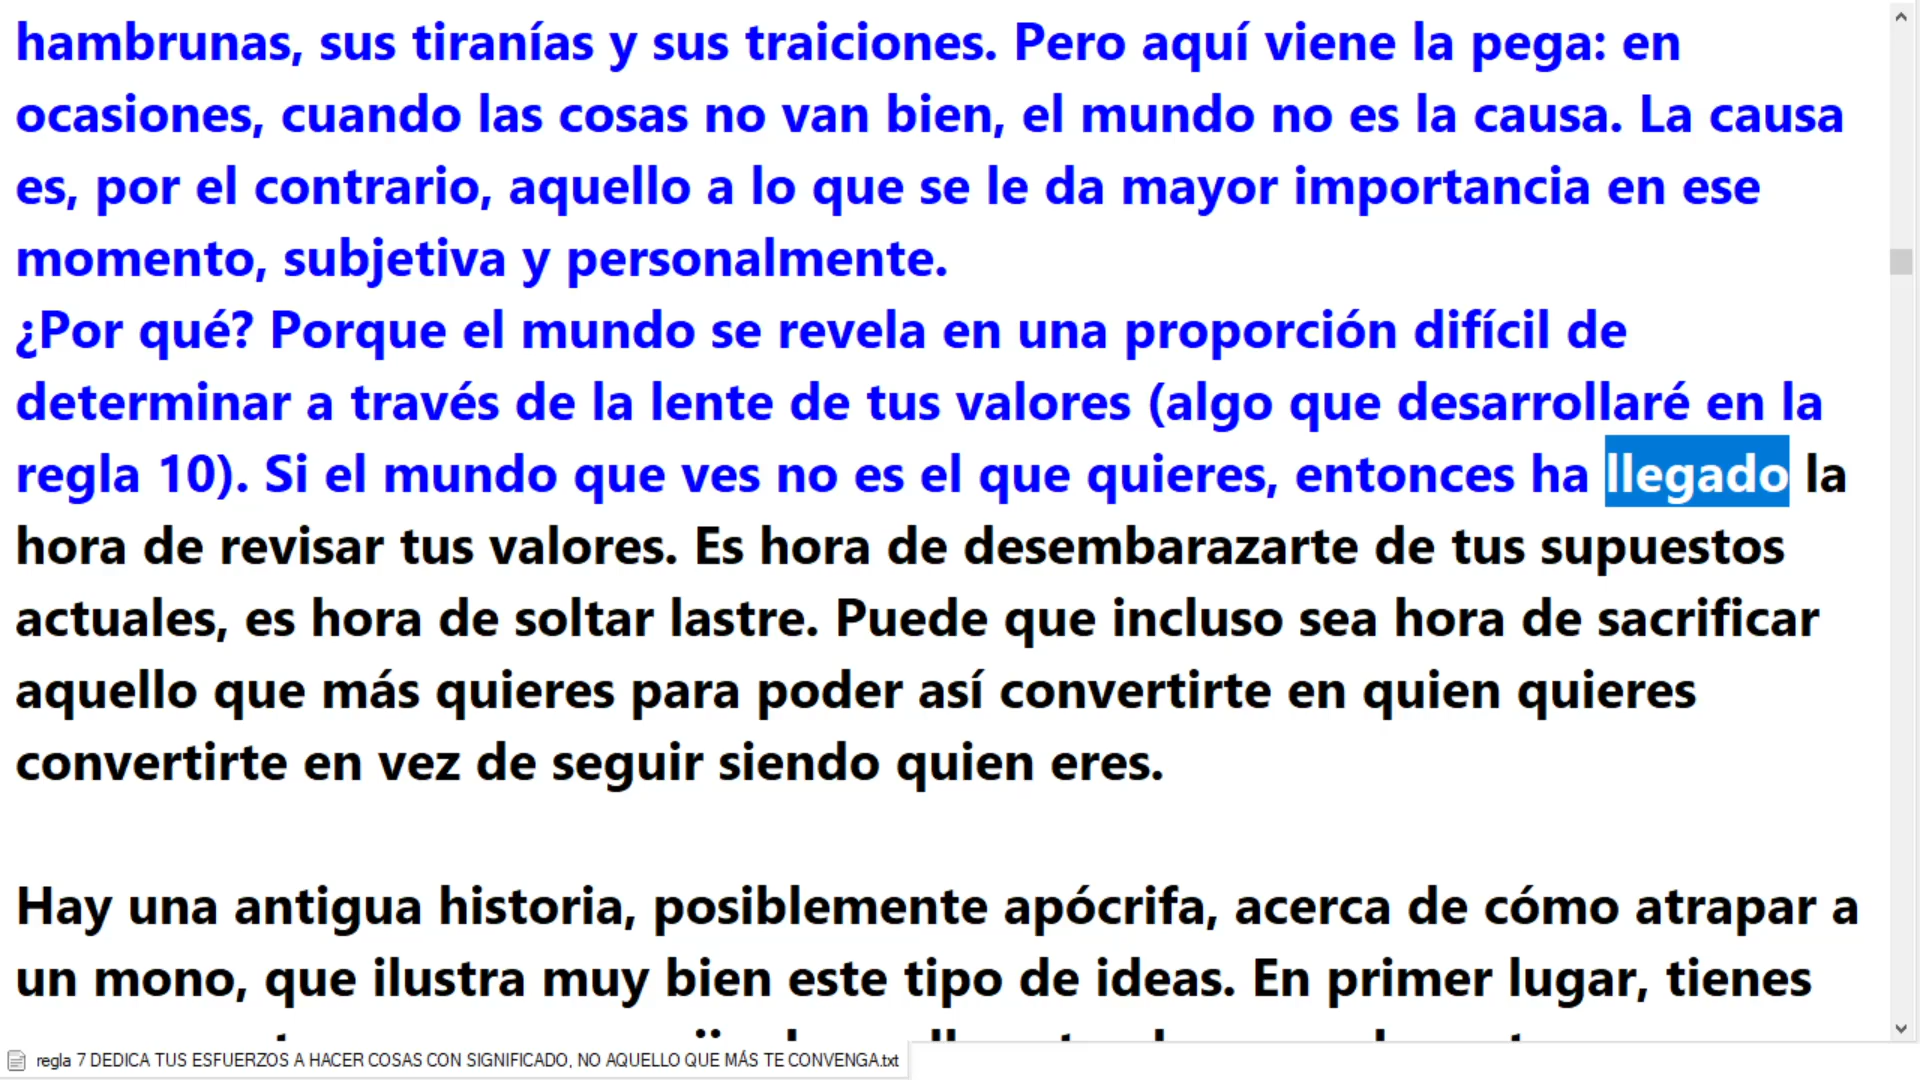 hambrunas, sus tiranías y sus traiciones. Pero aquí viene la pega: en
ocasiones, cuando las cosas no van bien, el mundo no es la causa. La causa
es, por el contrario, aquello a lo que se le da mayor importancia en ese
momento, subjetiva y personalmente.
¿Por qué? Porque el mundo se revela en una proporción difícil de
determinar a través de la lente de tus valores (algo que desarrollaré en la
regla 10). Si el mundo que ves no es el que quieres, entonces ha llegado la
hora de revisar tus valores. Es hora de desembarazarte de tus supuestos
actuales, es hora de soltar lastre. Puede que incluso sea hora de sacrificar
aquello que más quieres para poder así convertirte en quien quieres
convertirte en vez de seguir siendo quien eres.
Hay una antigua historia, posiblemente apócrifa, acerca de cómo atrapar a
un mono, que ilustra muy bien este tipo de ideas. En primer lugar, tienes
regla 7 DEDICA TUS ESFUERZOS A HACER COSAS CON SIGNIFICADO, NO AQUELLO QUE MÁS TE CONVENGA.txt